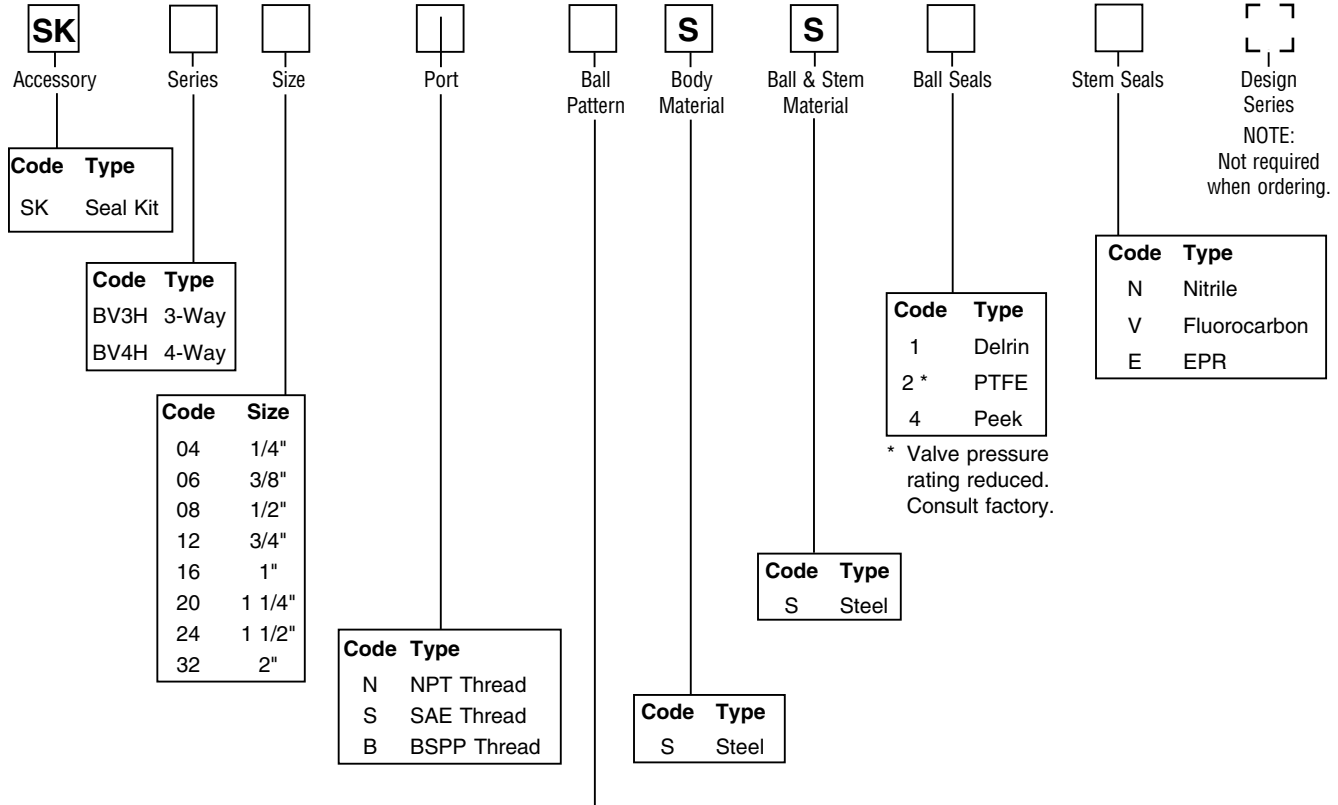 SK S S
Accessory Series Size Port Ball Pattern Body Material Ball & Stem Material Ball Seals Stem Seals Design Series
NOTE:
Not required
when ordering.
Code Type
SK Seal Kit
Code Type
BV3H 3-Way
BV4H 4-Way
Code Size
04 1/4"
06 3/8"
08 1/2"
12 3/4"
16 1"
20 1 1/4"
24 1 1/2"
32 2"
Code Type
N NPT Thread
S SAE Thread
B BSPP Thread
Code Type
S Steel
Code Type
S Steel
Code Type
1 Delrin
2 * PTFE
4 Peek
* Valve pressure
rating reduced.
Consult factory.
Code Type
N Nitrile
V Fluorocarbon
E EPR